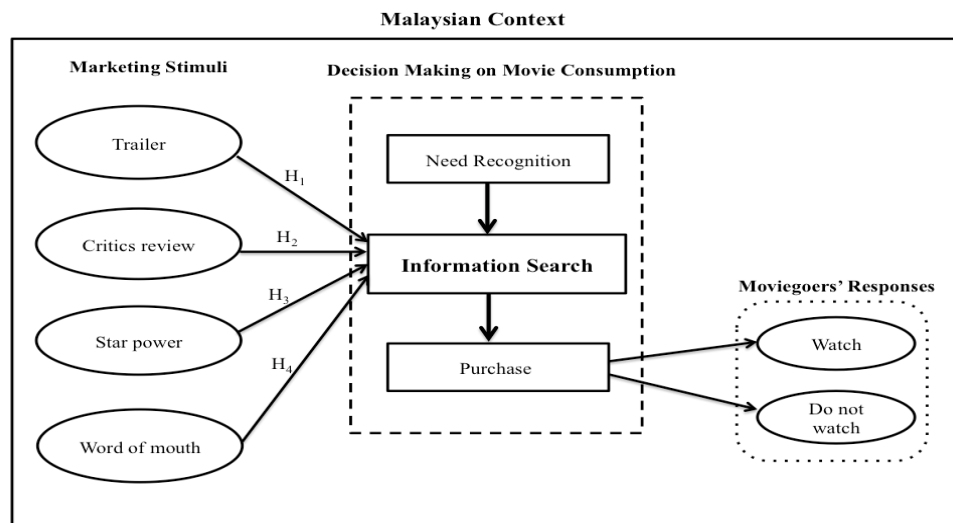 Malaysian Context
Marketing Stimuli
Decision Making on Movie Consumption
Trailer
Need Recognition
H₁
Critics review
H₂
Information Search
H₃
Moviegoers’ Responses
Star power
Watch
H₄
Purchase
Do not
watch
Word of mouth